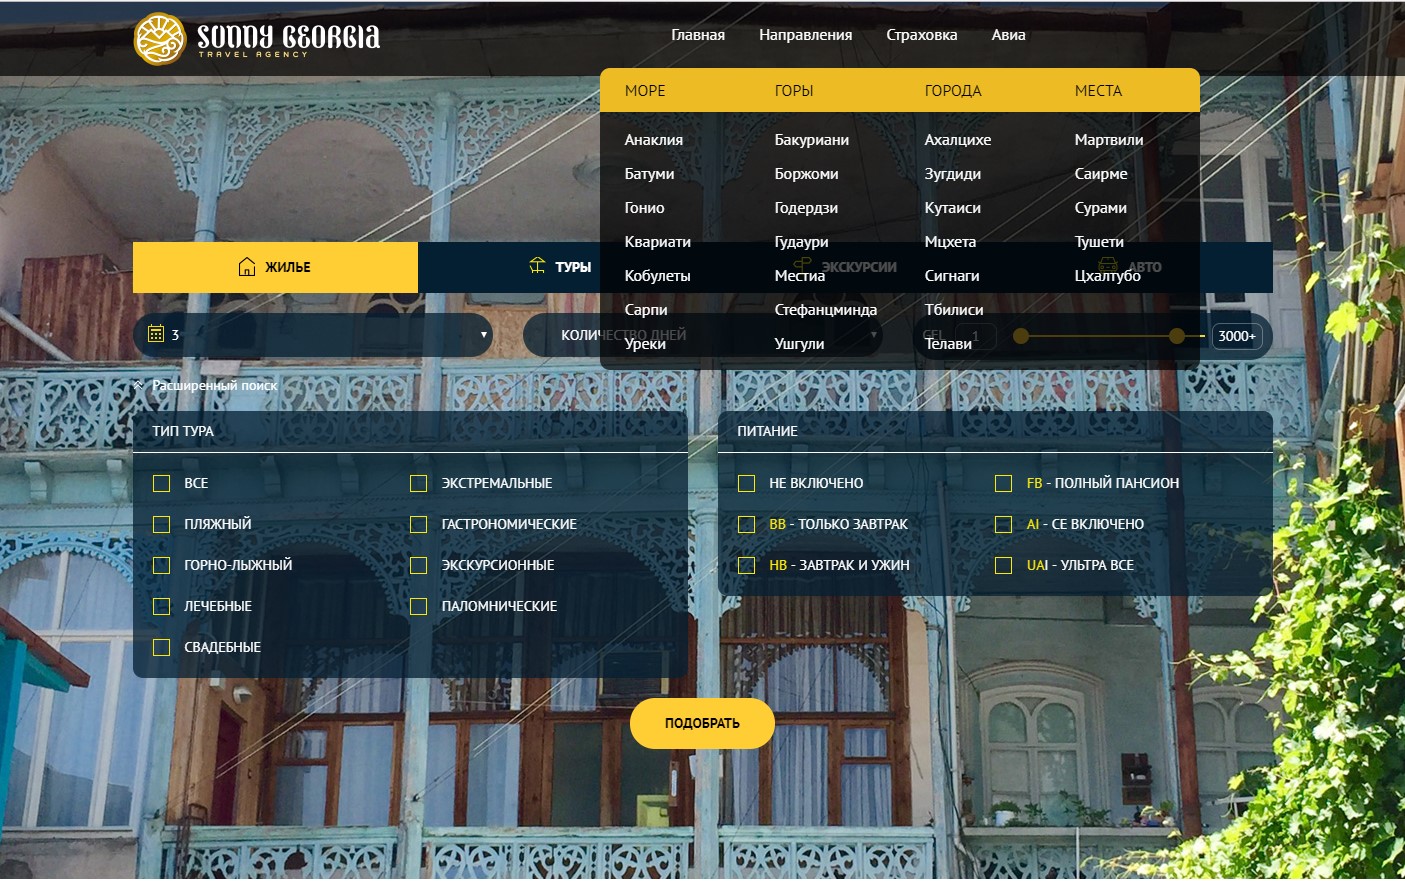 SONNY GEORGIA
TRAVEL AGENCY
Главная Направления Страховка Авиа
МОРЕ ГОРЫ ГОРОДА МЕСТА
Анаклия Бакуриани Ахалцихе Мартвили
Батуми Боржоми Зугдиди Саирме
Гонио Годердзи Кутаиси Сурами
Квариати Гудаури Мцхета Тушети
Кобулеты Местиа Сигнаги Цхалтубо
Сарпи Стефанцминда Тбилиси
Уреки Ушгули Телави
ЖИЛЬЕ ТУРЫ ЭКСКУРСИИ АВТО
3 КОЛИЧЕСТВО ДНЕЙ GEL 1 3000+
Расширенный поиск
ТИП ТУРА
ВСЕ ЭКСТРЕМАЛЬНЫЕ
ПЛЯЖНЫЙ ГАСТРОНОМИЧЕСКИЕ
ГОРНО-ЛЫЖНЫЙ ЭКСКУРСИОННЫЕ
ЛЕЧЕБНЫЕ ПАЛОМНИЧЕСКИЕ
СВАДЕБНЫЕ
ПИТАНИЕ
НЕ ВКЛЮЧЕНО FB - ПОЛНЫЙ ПАНСИОН
BB - ТОЛЬКО ЗАВТРАК AI - СЕ ВКЛЮЧЕНО
HB - ЗАВТРАК И УЖИН UAI - УЛЬТРА ВСЕ
ПОДОБРАТЬ